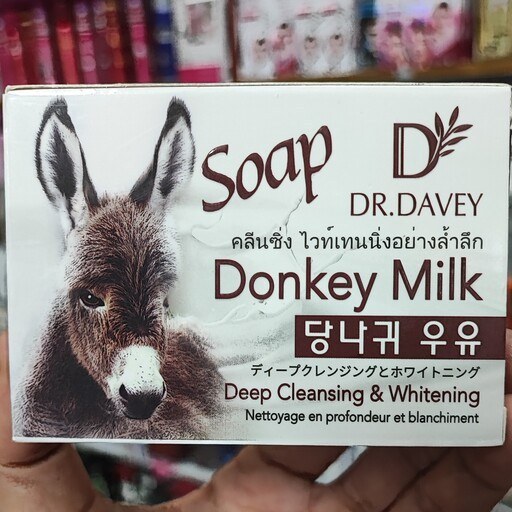 Soap
D
DR.DAVEY
คลีนซิ่ง ไวท์เทนนิ่งอย่างล้ำลึก
Donkey Milk
당나귀 우유
ディープクレンジングとホワイトニング
Deep Cleansing & Whitening
Nettoyage en profondeur et blanchiment